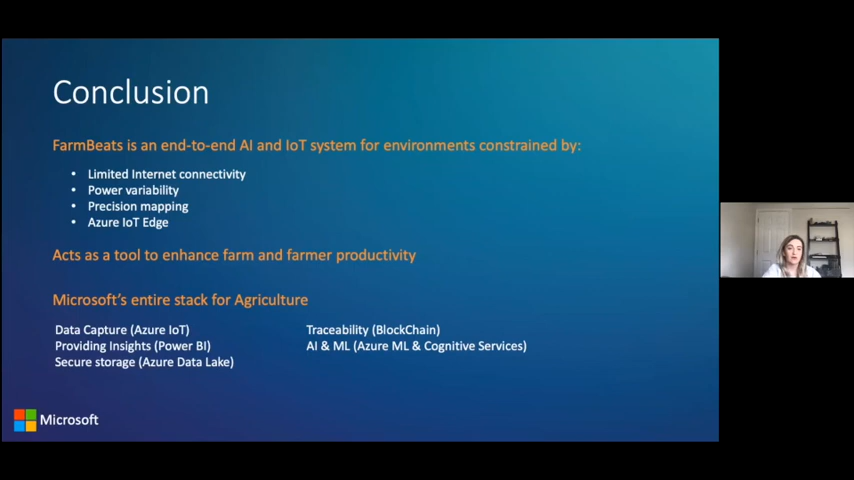 Conclusion
FarmBeats is an end-to-end AI and IoT system for environments constrained by:
• Limited Internet connectivity
• Power variability
• Precision mapping
• Azure IoT Edge
Acts as a tool to enhance farm and farmer productivity
Microsoft's entire stack for Agriculture
Data Capture (Azure IoT)
Providing Insights (Power BI)
Secure storage (Azure Data Lake)
Traceability (BlockChain)
AI & ML (Azure ML & Cognitive Services)
Microsoft